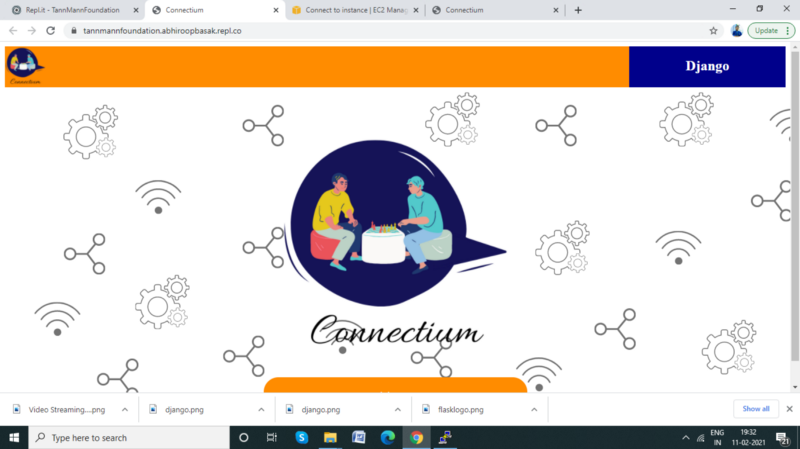 Repl.it - TannMannFoundation
Connectium
Connect to instance | EC2 Manag
Connectium
tannmannfoundation.abhiroopbasak.repl.co
Update
Connectium
Django
Connectium
Video Streaming....png
django.png
django.png
flasklogo.png
Show all
Type here to search
ENG
IN
19:32
11-02-2021
21